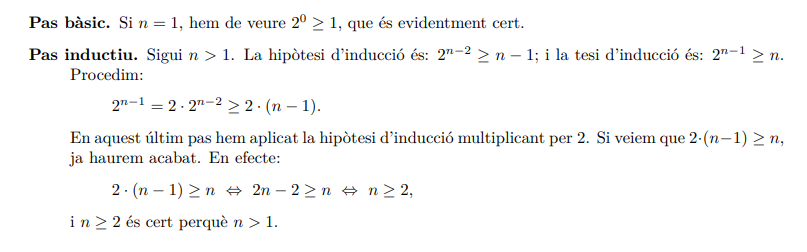 Pas bàsic. Si n = 1, hem de veure 2⁰ ≥ 1, que és evidentment cert.
Pas inductiu. Sigui n > 1. La hipòtesi d'inducció és: 2ⁿ⁻² ≥ n − 1; i la tesi d'inducció és: 2ⁿ⁻¹ ≥ n.
Procedim:
2ⁿ⁻¹ = 2 · 2ⁿ⁻² ≥ 2 · (n − 1).
En aquest últim pas hem aplicat la hipòtesi d'inducció multiplicant per 2. Si veiem que 2·(n−1) ≥ n,
ja haurem acabat. En efecte:
2 · (n − 1) ≥ n ⇔ 2n − 2 ≥ n ⇔ n ≥ 2,
i n ≥ 2 és cert perquè n > 1.